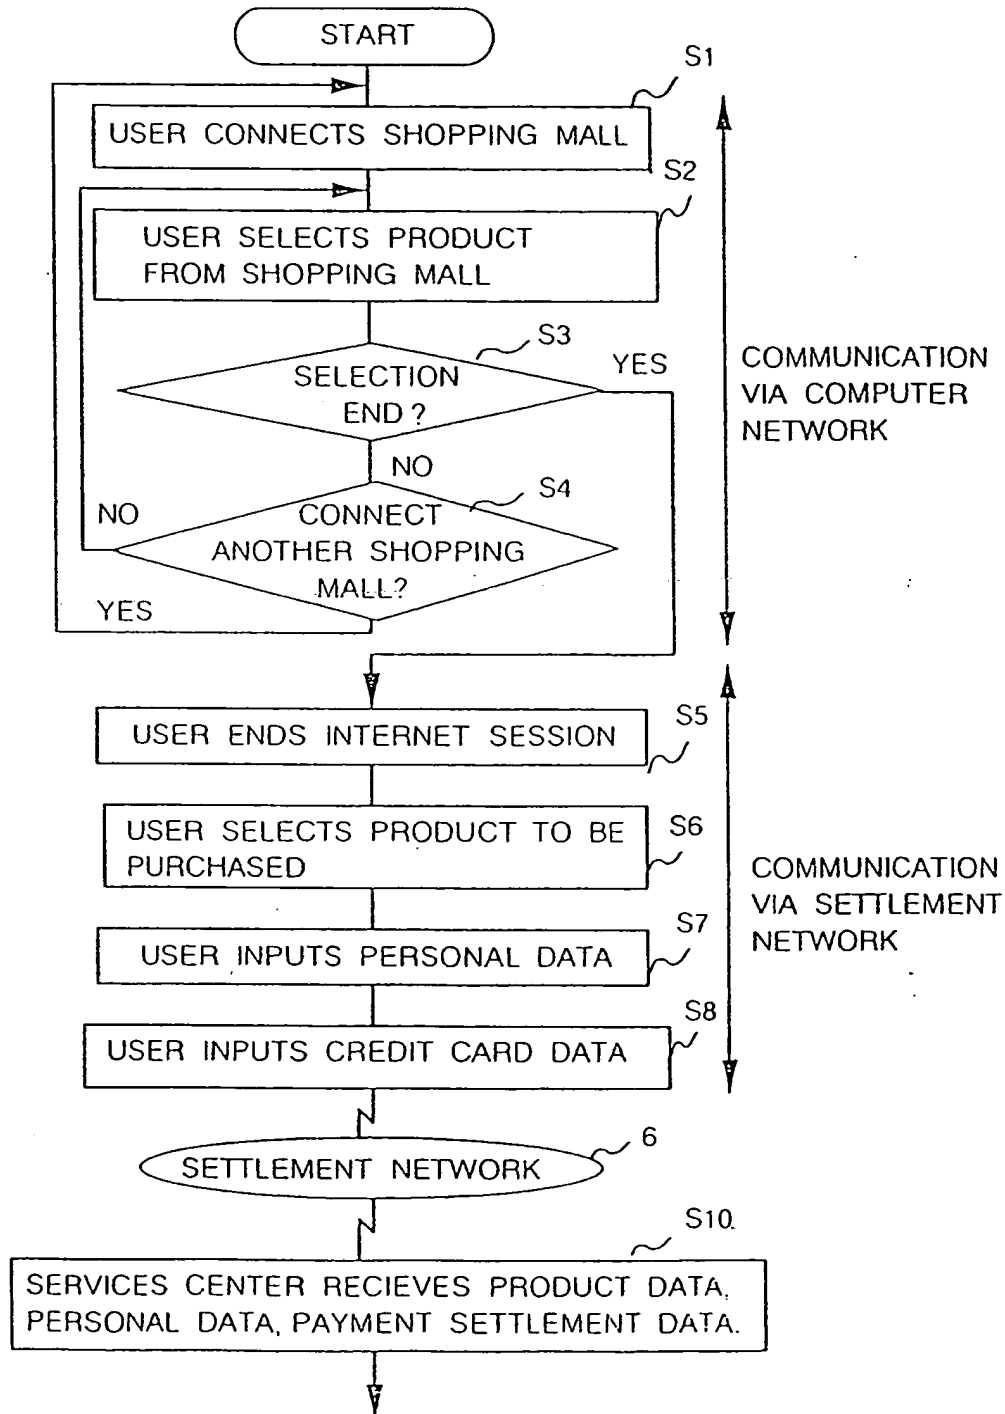 START
S1
USER CONNECTS SHOPPING MALL
S2
USER SELECTS PRODUCT
FROM SHOPPING MALL
S3
YES
SELECTION
END?
COMMUNICATION
VIA COMPUTER
NETWORK
NO
S4
NO
CONNECT
ANOTHER SHOPPING
MALL?
YES
S5
USER ENDS INTERNET SESSION
S6
USER SELECTS PRODUCT TO BE
PURCHASED
COMMUNICATION
VIA SETTLEMENT
NETWORK
S7
USER INPUTS PERSONAL DATA
S8
USER INPUTS CREDIT CARD DATA
6
SETTLEMENT NETWORK
S10
SERVICES CENTER RECIEVES PRODUCT DATA,
PERSONAL DATA, PAYMENT SETTLEMENT DATA.